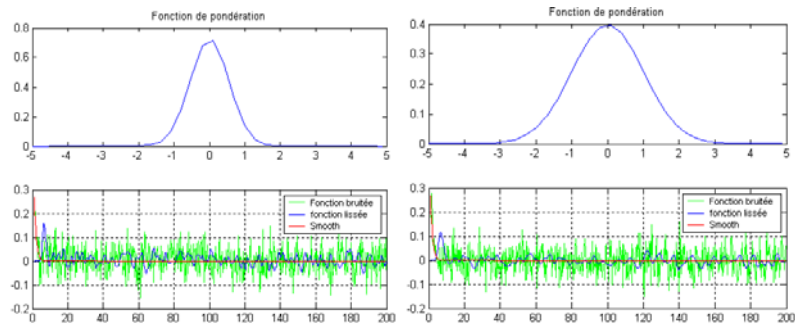 Fonction de pondération
0.8
0.6
0.4
0.2
0
-5 -4 -3 -2 -1 0 1 2 3 4 5
Fonction de pondération
0.4
0.3
0.2
0.1
0
-5 -4 -3 -2 -1 0 1 2 3 4 5
0.3
0.2
0.1
0
-0.1
-0.2
0 20 40 60 80 100 120 140 160 180 200
Fonction bruitée
fonction lissée
Smooth
0.3
0.2
0.1
0
-0.1
-0.2
0 20 40 60 80 100 120 140 160 180 200
Fonction bruitée
fonction lissée
Smooth